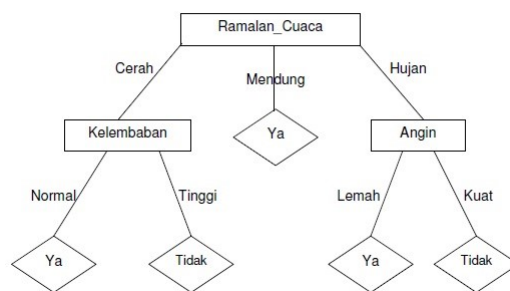 Ramalan_Cuaca
Cerah
Mendung
Hujan
Kelembaban
Ya
Angin
Normal
Tinggi
Lemah
Kuat
Ya
Tidak
Ya
Tidak